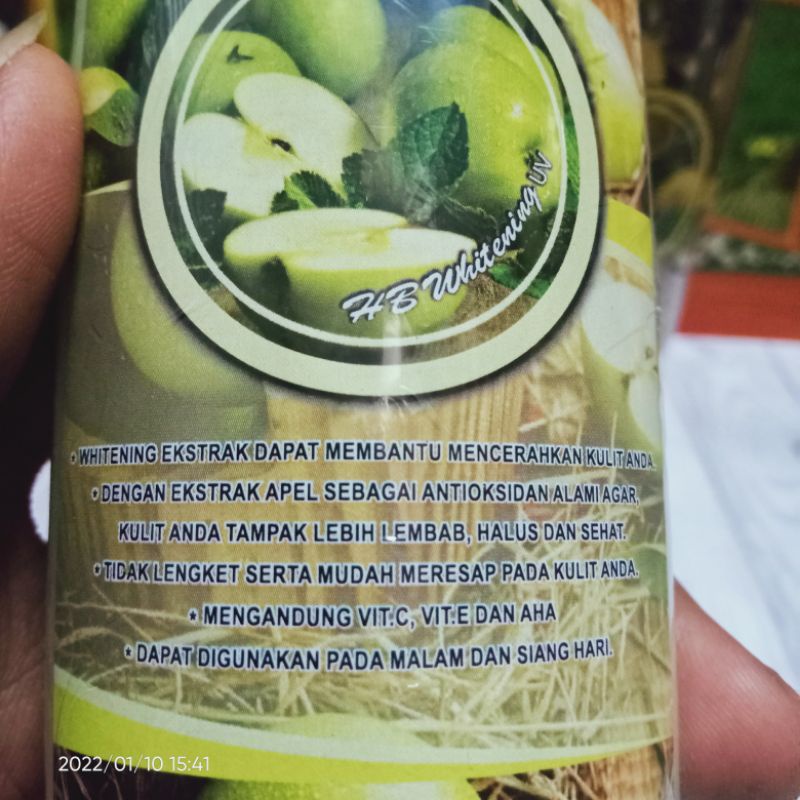 HB Whitening UV
* WHITENING EKSTRAK DAPAT MEMBANTU MENCERAHKAN KULIT ANDA.
* DENGAN EKSTRAK APEL SEBAGAI ANTIOKSIDAN ALAMI AGAR,
KULIT ANDA TAMPAK LEBIH LEMBAB, HALUS DAN SEHAT.
* TIDAK LENGKET SERTA MUDAH MERESAP PADA KULIT ANDA.
* MENGANDUNG VIT.C, VIT.E DAN AHA
* DAPAT DIGUNAKAN PADA MALAM DAN SIANG HARI.
2022/01/10 15:41